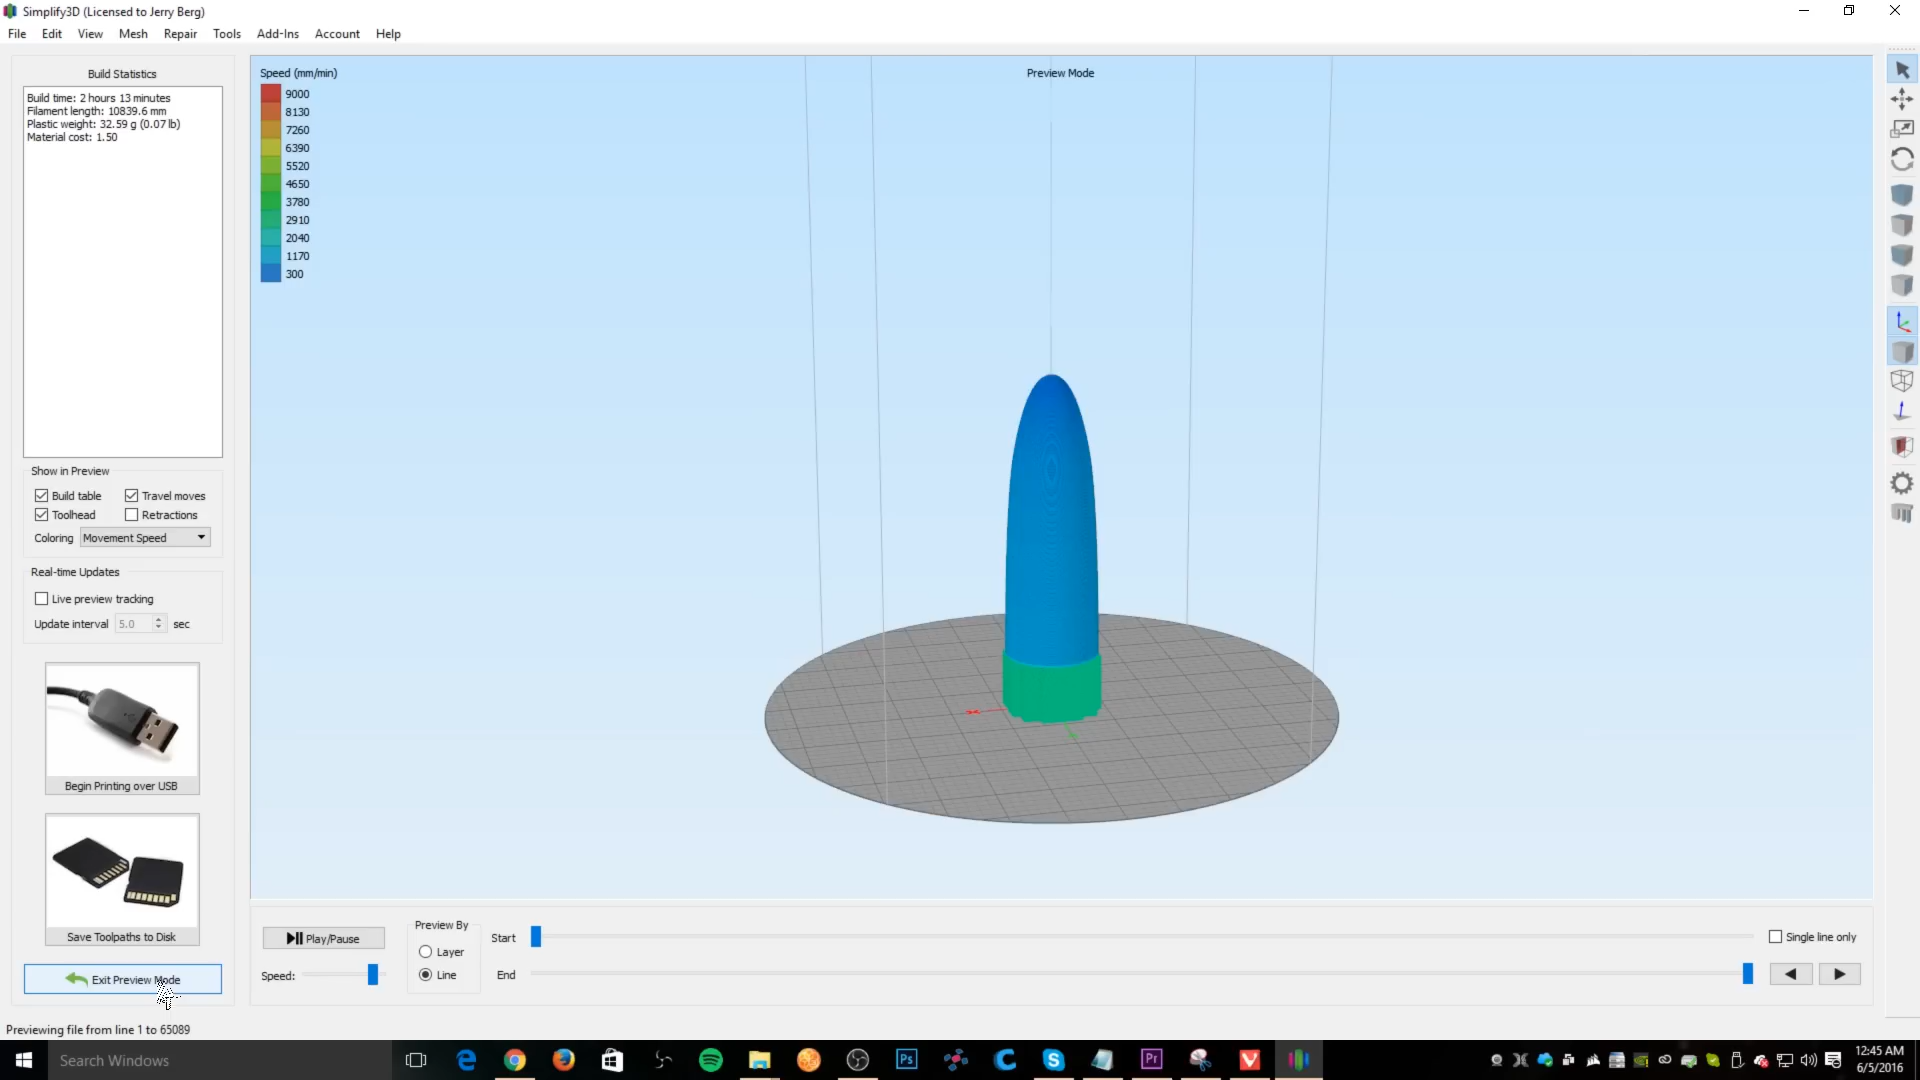 Simplify3D (Licensed to Jerry Berg)
File Edit View Mesh Repair Tools Add-Ins Account Help
Build Statistics
Build time: 2 hours 13 minutes
Filament length: 10839.6 mm
Plastic weight: 32.59 g (0.07 lb)
Material cost: 1.50
Show in Preview
Build table Travel moves
Toolhead Retractions
Coloring Movement Speed
Real-time Updates
Live preview tracking
Update interval 5.0 sec
Begin Printing over USB
Save Toolpaths to Disk
Exit Preview Mode
Speed (mm/min)
9000
8130
7260
6390
5520
4650
3780
2910
2040
1170
300
Preview Mode
Play/Pause
Speed:
Preview By
Layer
Line
Start
End
Single line only
Previewing file from line 1 to 65089
Search Windows
Ps
Pr
12:45 AM
6/5/2016